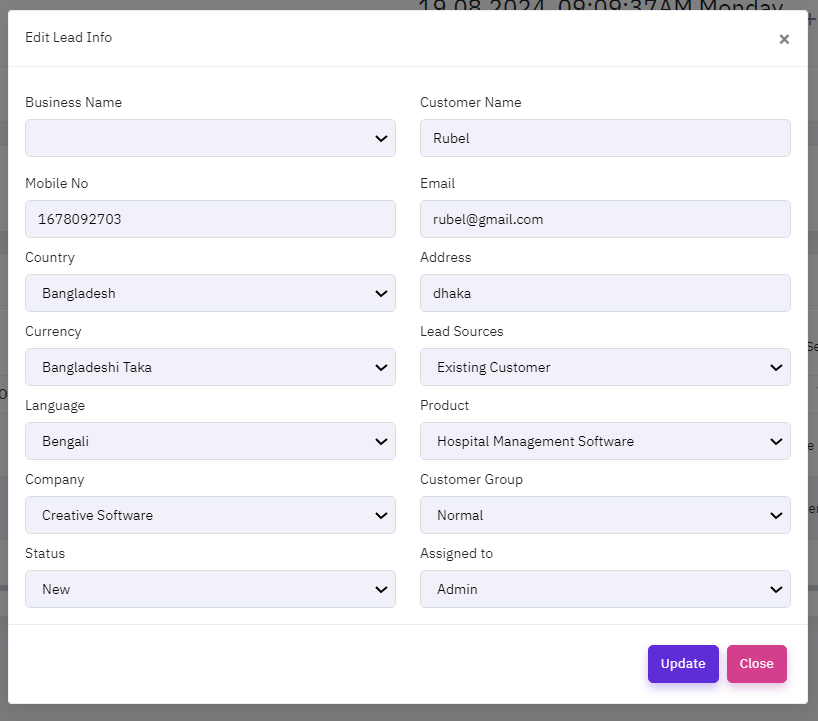 19 08 2024, 09:09:37AM Monday
Edit Lead Info
×
Business Name
Customer Name
Rubel
Mobile No
Email
1678092703
rubel@gmail.com
Country
Address
Bangladesh
dhaka
Currency
Lead Sources
Bangladeshi Taka
Existing Customer
Language
Product
Bengali
Hospital Management Software
Company
Customer Group
Creative Software
Normal
Status
Assigned to
New
Admin
Update
Close